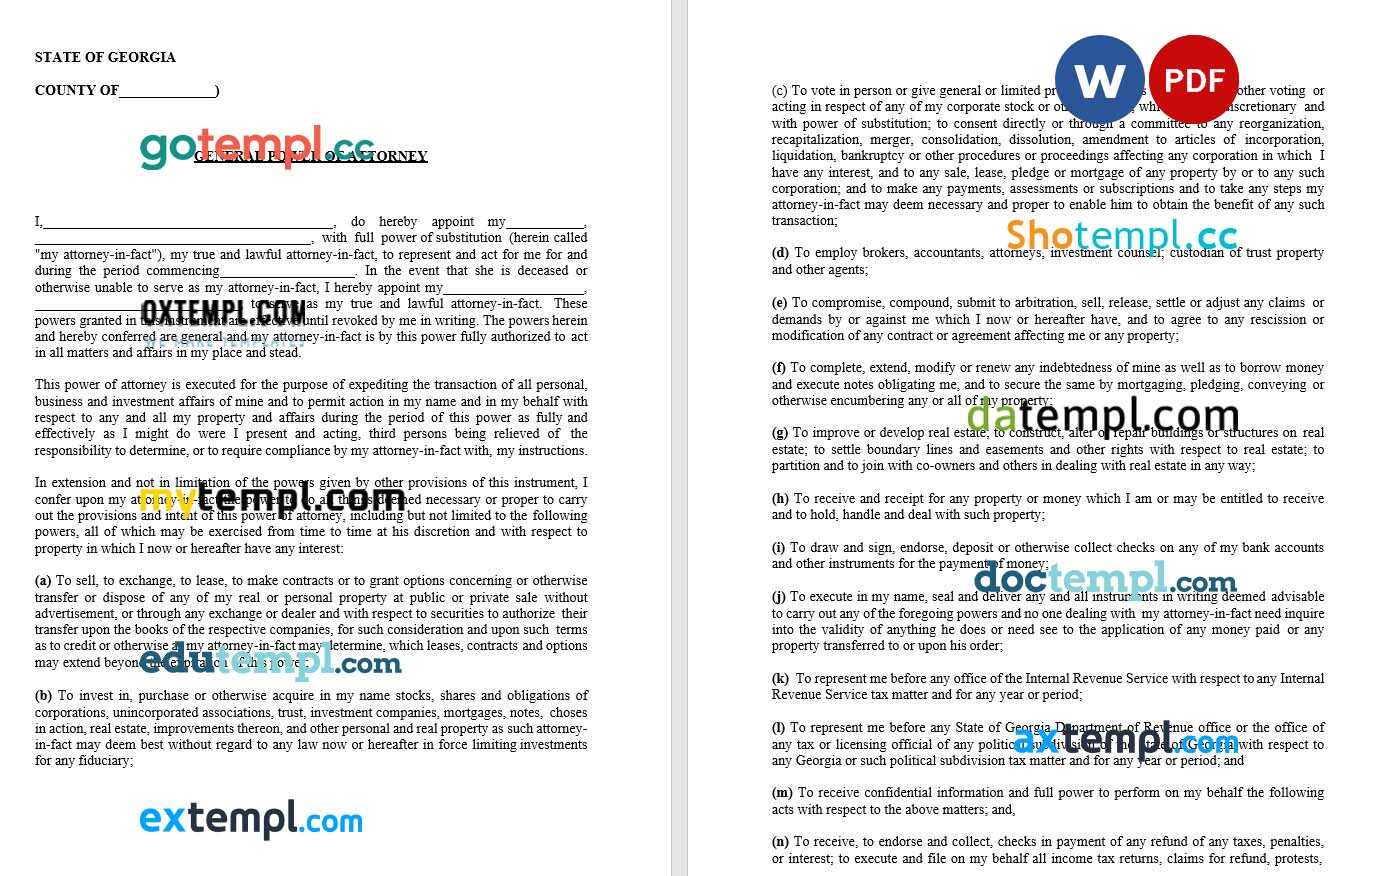 STATE OF GEORGIA
COUNTY OF_____________)
gotempl.cc
GENERAL POWER OF ATTORNEY
I,________________________________________, do hereby appoint my__________,
______________________________________, with full power of substitution (herein called
"my attorney-in-fact"), my true and lawful attorney-in-fact, to represent and act for me for and
during the period commencing___________________. In the event that she is deceased or
otherwise unable to serve as my attorney-in-fact, I hereby appoint my____________________,
OXTEMPL.COM
_______________ to serve as my true and lawful attorney-in-fact. These
powers granted in this instrument are effective until revoked by me in writing. The powers herein
WE MAKE TEMPLATES
and hereby conferred are general and my attorney-in-fact is by this power fully authorized to act
in all matters and affairs in my place and stead.
This power of attorney is executed for the purpose of expediting the transaction of all personal,
business and investment affairs of mine and to permit action in my name and in my behalf with
respect to any and all my property and affairs during the period of this power as fully and
effectively as I might do were I present and acting, third persons being relieved of the
responsibility to determine, or to require compliance by my attorney-in-fact with, my instructions.
In extension and not in limitation of the powers given by other provisions of this instrument, I
mytempl.com
confer upon my attorney-in-fact the power to do all things deemed necessary or proper to carry
out the provisions and intent of this power of attorney, including but not limited to the following
powers, all of which may be exercised from time to time at his discretion and with respect to
property in which I now or hereafter have any interest:
(a) To sell, to exchange, to lease, to make contracts or to grant options concerning or otherwise
transfer or dispose of any of my real or personal property at public or private sale without
advertisement, or through any exchange or dealer and with respect to securities to authorize their
transfer upon the books of the respective companies, for such consideration and upon such terms
as to credit or otherwise as my attorney-in-fact may determine, which leases, contracts and options
may extend beyond the expiration of this power;
edutempl.com
(b) To invest in, purchase or otherwise acquire in my name stocks, shares and obligations of
corporations, unincorporated associations, trust, investment companies, mortgages, notes, choses
in action, real estate, improvements thereon, and other personal and real property as such attorney-
in-fact may deem best without regard to any law now or hereafter in force limiting investments
for any fiduciary;
extempl.com
W PDF
(c) To vote in person or give general or limited other voting or
acting in respect of any of my corporate stock or discretionary and
with power of substitution; to consent directly or through a committee to any reorganization,
recapitalization, merger, consolidation, dissolution, amendment to articles of incorporation,
liquidation, bankruptcy or other procedures or proceedings affecting any corporation in which I
have any interest, and to any sale, lease, pledge or mortgage of any property by or to any such
corporation; and to make any payments, assessments or subscriptions and to take any steps my
attorney-in-fact may deem necessary and proper to enable him to obtain the benefit of any such
transaction;
Shotempl.cc
(d) To employ brokers, accountants, attorneys, investment counsel, custodian of trust property
and other agents;
(e) To compromise, compound, submit to arbitration, sell, release, settle or adjust any claims or
demands by or against me which I now or hereafter have, and to agree to any rescission or
modification of any contract or agreement affecting me or any property;
(f) To complete, extend, modify or renew any indebtedness of mine as well as to borrow money
and execute notes obligating me, and to secure the same by mortgaging, pledging, conveying or
otherwise encumbering any or all of my property;
datempl.com
(g) To improve or develop real estate; to construct, alter or repair buildings or structures on real
estate; to settle boundary lines and easements and other rights with respect to real estate; to
partition and to join with co-owners and others in dealing with real estate in any way;
(h) To receive and receipt for any property or money which I am or may be entitled to receive
and to hold, handle and deal with such property;
(i) To draw and sign, endorse, deposit or otherwise collect checks on any of my bank accounts
and other instruments for the payment of money;
doctempl.com
(j) To execute in my name, seal and deliver any and all instruments in writing deemed advisable
to carry out any of the foregoing powers and no one dealing with my attorney-in-fact need inquire
into the validity of anything he does or need see to the application of any money paid or any
property transferred to or upon his order;
(k) To represent me before any office of the Internal Revenue Service with respect to any Internal
Revenue Service tax matter and for any year or period;
(l) To represent me before any State of Georgia Department of Revenue office or the office of
axtempl.com
any tax or licensing official of any political subdivision of the State of Georgia with respect to
any Georgia or such political subdivision tax matter and for any year or period; and
(m) To receive confidential information and full power to perform on my behalf the following
acts with respect to the above matters; and,
(n) To receive, to endorse and collect, checks in payment of any refund of any taxes, penalties,
or interest; to execute and file on my behalf all income tax returns, claims for refund, protests,